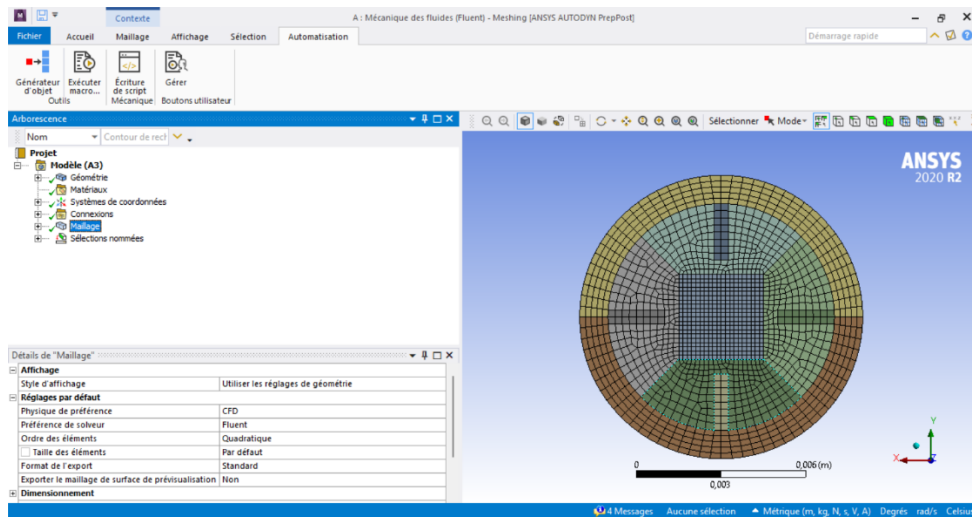 Contexte
A : Mécanique des fluides (Fluent) - Meshing [ANSYS AUTODYN PrepPost]
Fichier Accueil Maillage Affichage Sélection Automatisation Démarrage rapide
Générateur d'objet Exécuter macro... Écriture de script Gérer
Outils Mécanique Boutons utilisateur
Arborescence
Nom Contour de rect
Projet
Modèle (A3)
Géométrie
Matériaux
Systèmes de coordonnées
Connexions
Maillage
Sélections nommées
Sélectionner Mode
ANSYS
2020 R2
Détails de "Maillage"
Affichage
Style d'affichage Utiliser les réglages de géométrie
Réglages par défaut
Physique de préférence CFD
Préférence de solveur Fluent
Ordre des éléments Quadratique
Taille des éléments Par défaut
Format de l'export Standard
Exporter le maillage de surface de prévisualisation Non
Dimensionnement
0 0,006 (m)
0,003
Y
X Z
4 Messages Aucune sélection Métrique (m, kg, N, s, V, A) Degrés rad/s Celsius